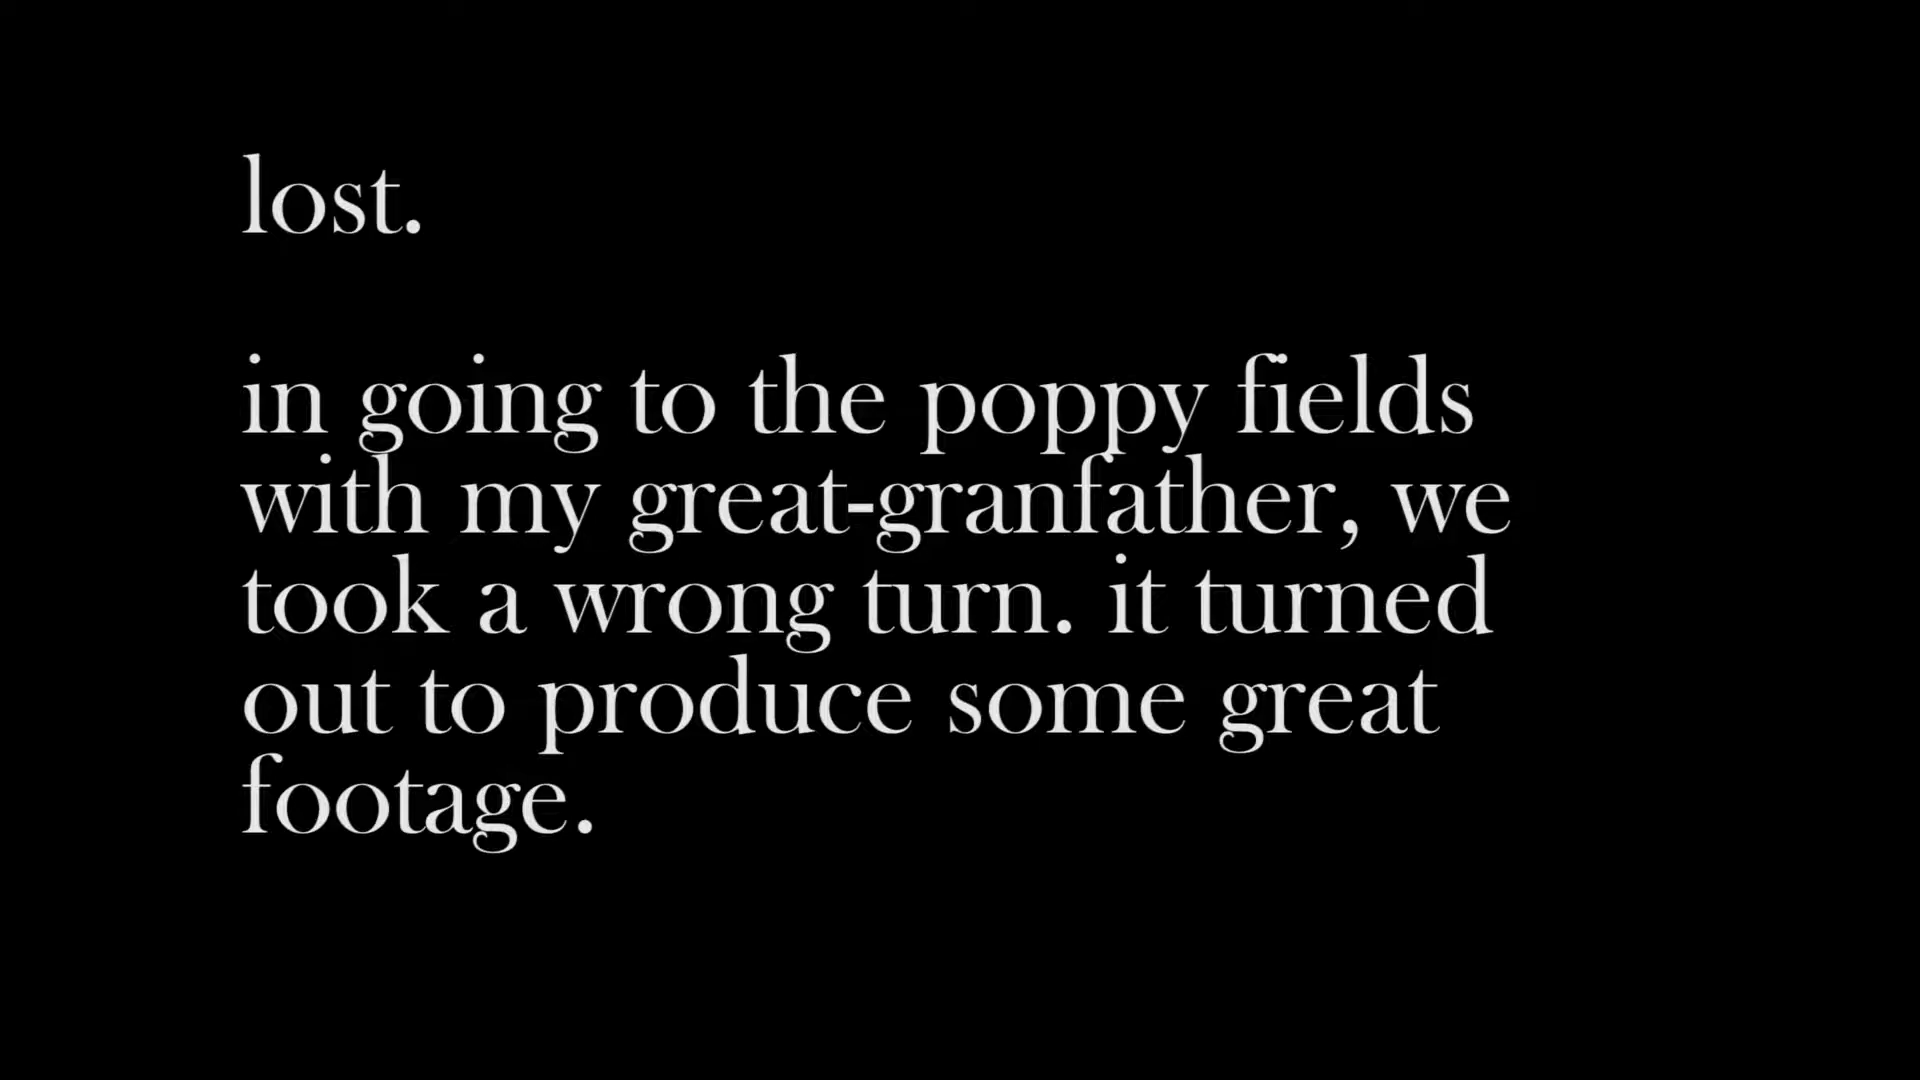 lost.
in going to the poppy fields
with my great-granfather, we
took a wrong turn. it turned
out to produce some great
footage.